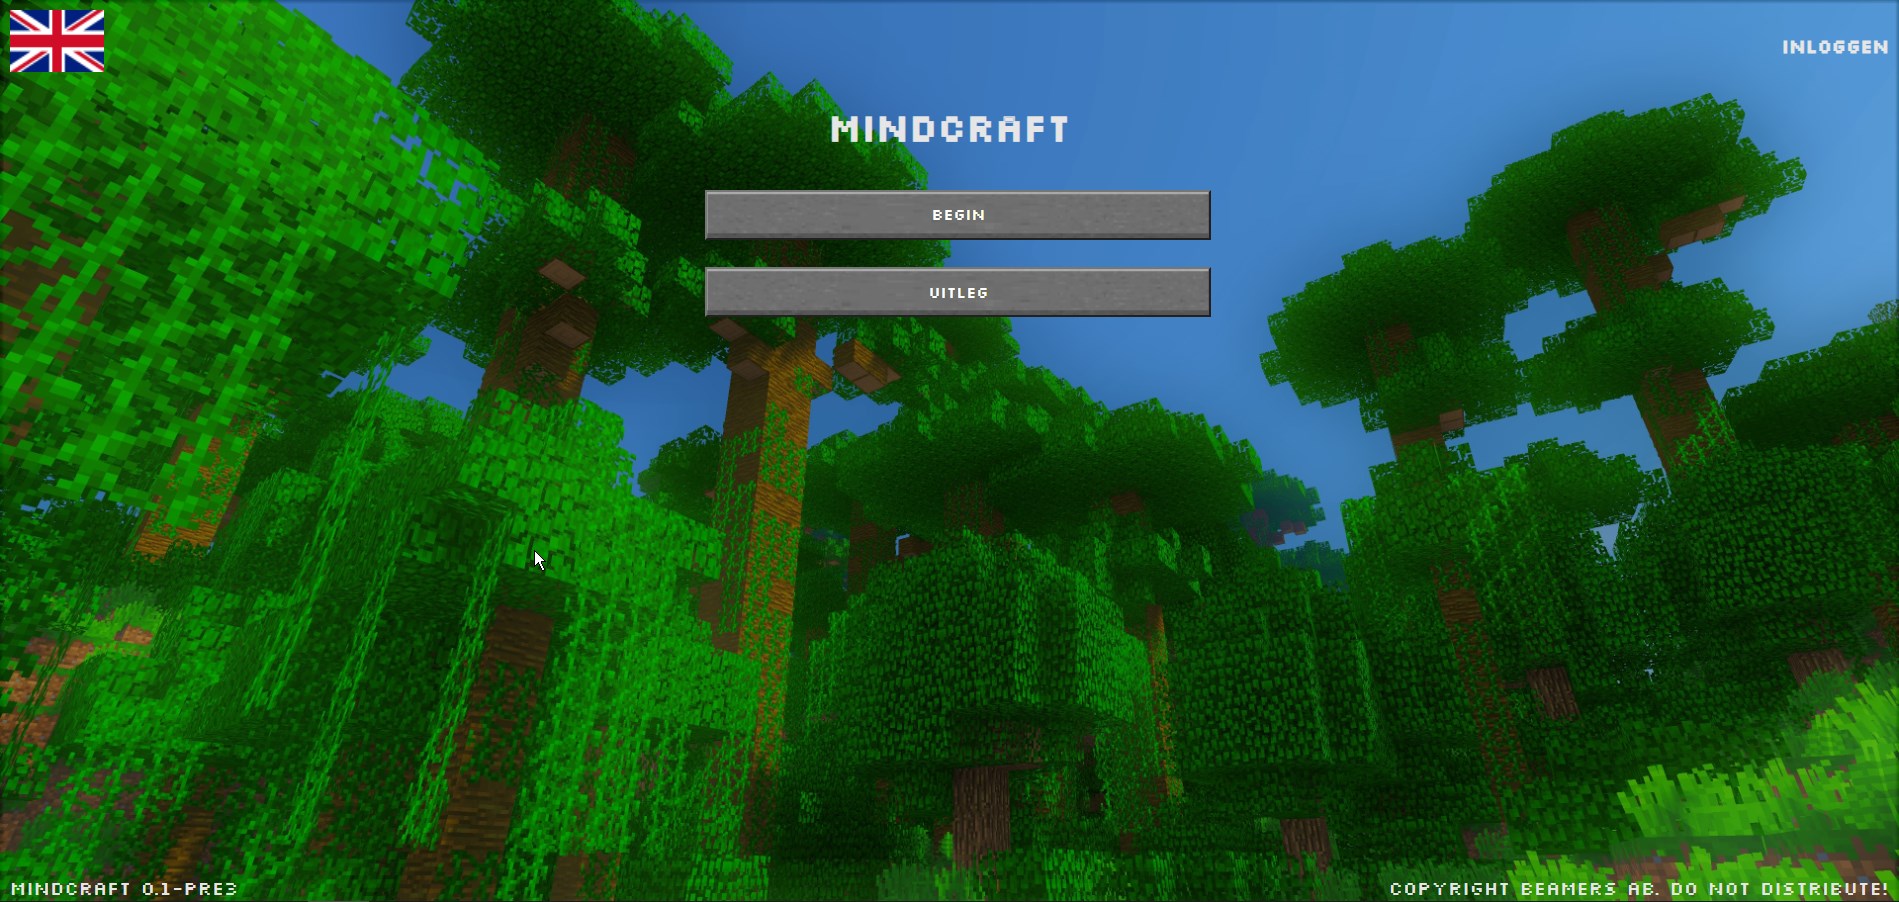 INLOGGEN
MINDCRAFT
BEGIN
UITLEG
MINDCRAFT 0.1-PRE3
COPYRIGHT BEAMERS AB. DO NOT DISTRIBUTE!